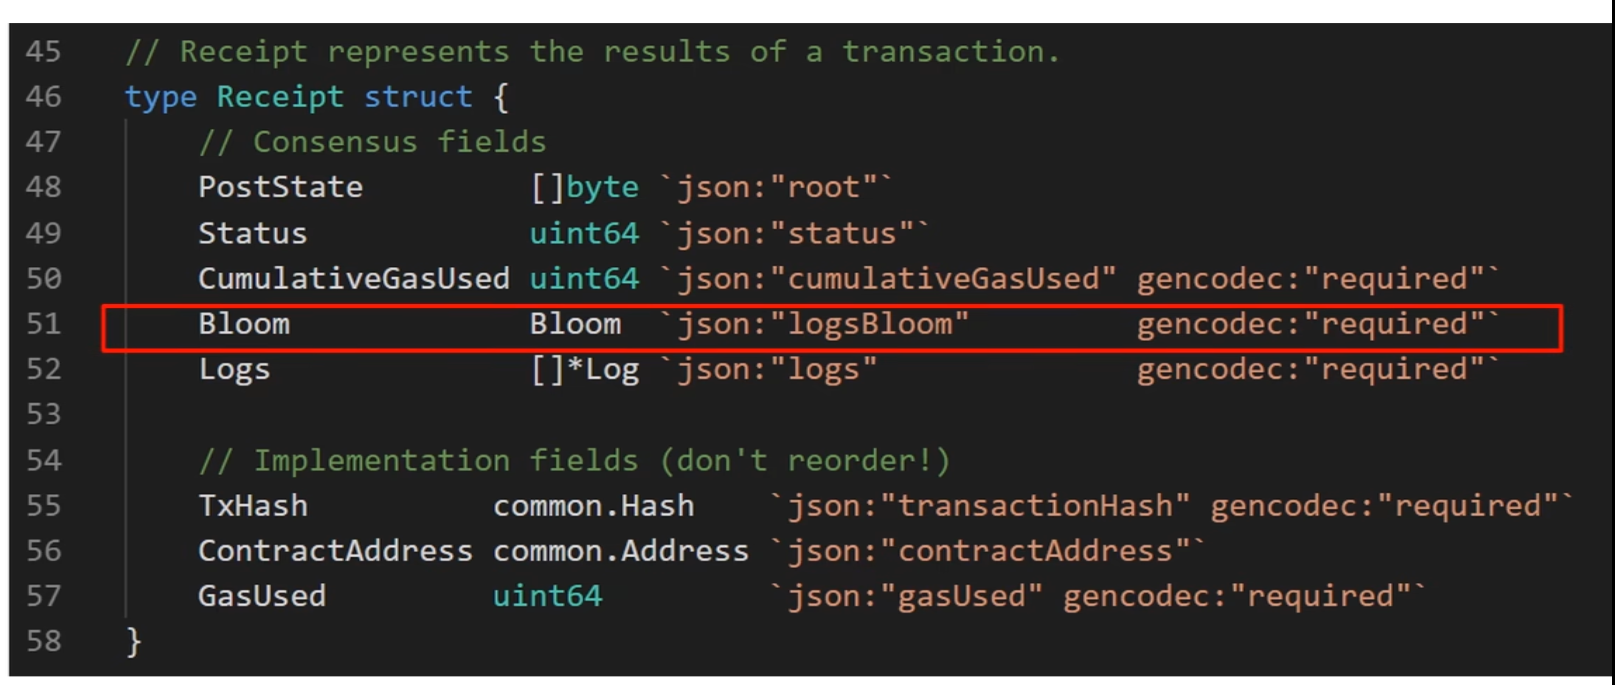 45 // Receipt represents the results of a transaction.
46 type Receipt struct {
47 // Consensus fields
48 PostState []byte `json:"root"`
49 Status uint64 `json:"status"`
50 CumulativeGasUsed uint64 `json:"cumulativeGasUsed" gencodec:"required"`
51 Bloom Bloom `json:"logsBloom" gencodec:"required"`
52 Logs []*Log `json:"logs" gencodec:"required"`
53
54 // Implementation fields (don't reorder!)
55 TxHash common.Hash `json:"transactionHash" gencodec:"required"`
56 ContractAddress common.Address `json:"contractAddress"`
57 GasUsed uint64 `json:"gasUsed" gencodec:"required"`
58 }